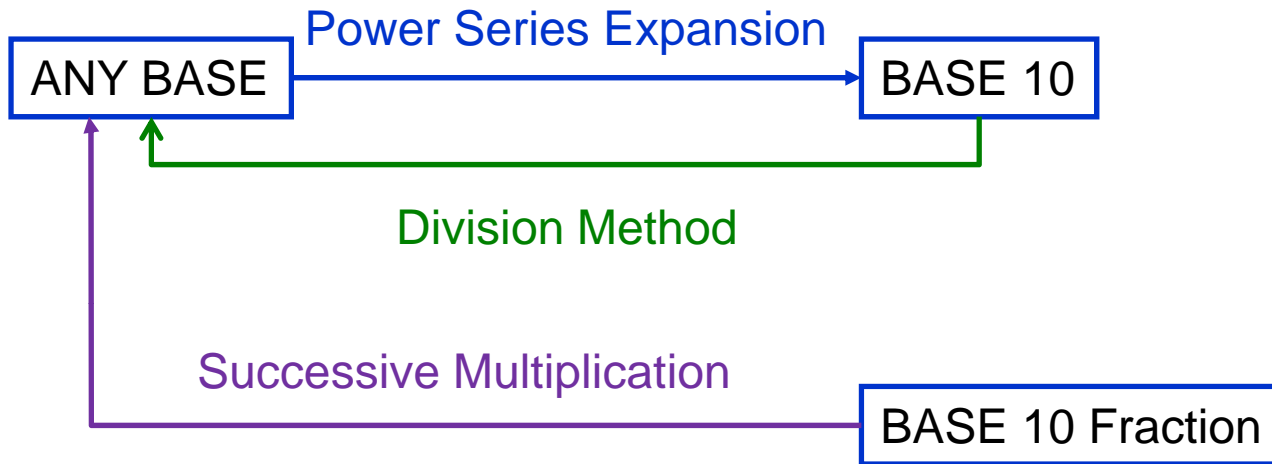 Power Series Expansion
ANY BASE
BASE 10
Division Method
Successive Multiplication
BASE 10 Fraction